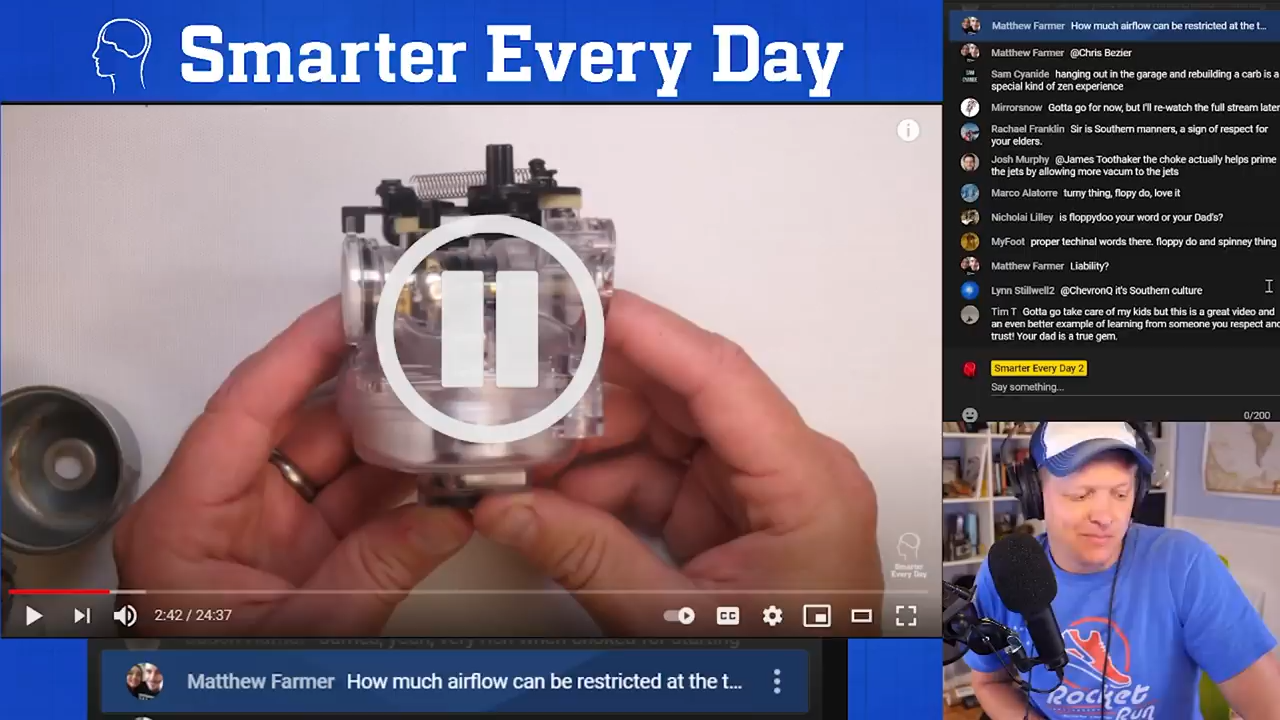 Smarter Every Day
Matthew Farmer How much airflow can be restricted at the t...
Matthew Farmer @Chris Bezier
Sam Cyanide hanging out in the garage and rebuilding a carb is a
special kind of zen experience
Mirrorsnow Gotta go for now, but I'll re-watch the full stream later
Rachael Franklin Sir is Southern manners, a sign of respect for
your elders.
Josh Murphy @James Toothaker the choke actually helps prime
the jets by allowing more vacum to the jets
Marco Alatorre turny thing, flopy do, love it
Nicholai Lilley is floppydoo your word or your Dad's?
MyFoot proper techinal words there. floppy do and spinney thing
Matthew Farmer Liability?
Lynn Stillwell2 @ChevronQ it's Southern culture
Tim T Gotta go take care of my kids but this is a great video and
an even better example of learning from someone you respect and
trust! Your dad is a true gem.
Smarter Every Day 2
Say something...
0/200
Smarter
Every Day
2:42 / 24:37
CC
Matthew Farmer How much airflow can be restricted at the t...
Rocket
Run